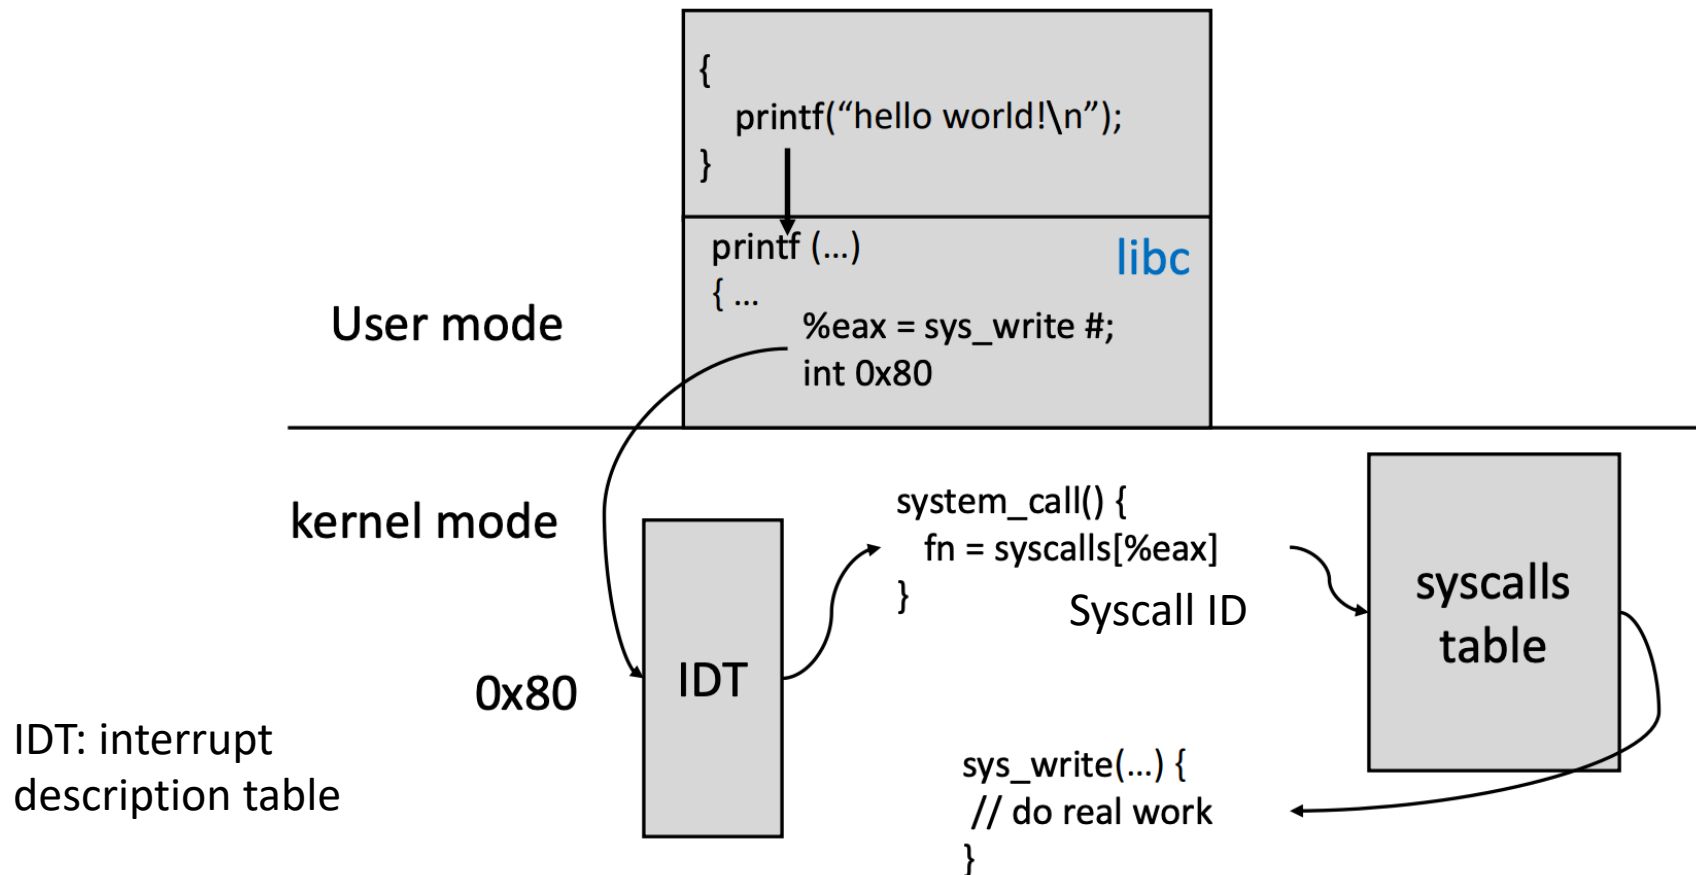 {
printf(“hello world!\n”);
}
printf (...)
libc
{ ...
%eax = sys_write #;
int 0x80
User mode
kernel mode
system_call() {
fn = syscalls[%eax]
}
Syscall ID
syscalls
table
IDT
0x80
IDT: interrupt
description table
sys_write(...) {
// do real work
}